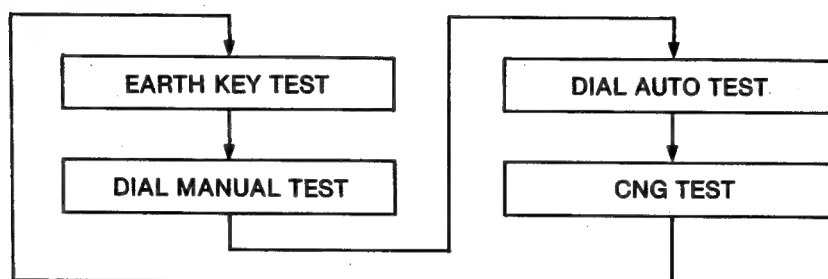 EARTH KEY TEST
DIAL MANUAL TEST
DIAL AUTO TEST
CNG TEST